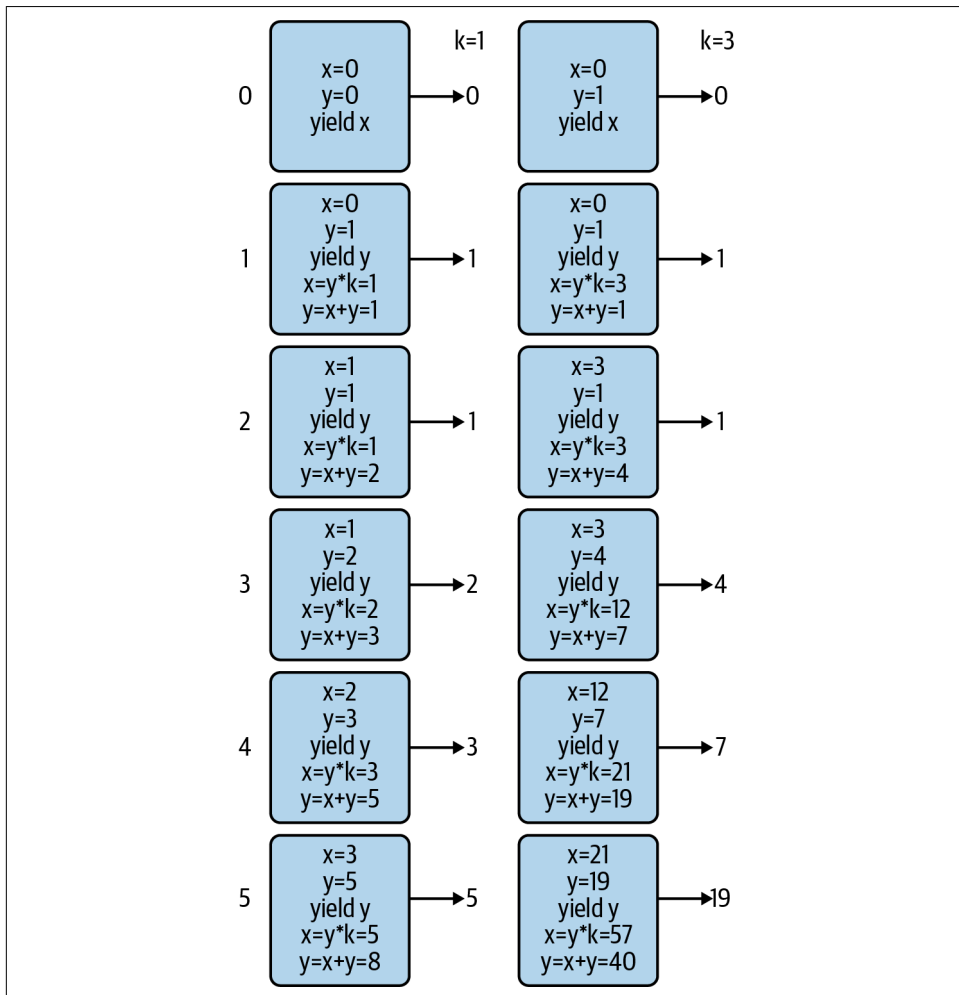 k=1
k=3
0
x=0
y=0
yield x
0
x=0
y=1
yield x
0
1
x=0
y=1
yield y
x=y*k=1
y=x+y=1
1
x=0
y=1
yield y
x=y*k=3
y=x+y=1
1
2
x=1
y=1
yield y
x=y*k=1
y=x+y=2
1
x=3
y=1
yield y
x=y*k=3
y=x+y=4
1
3
x=1
y=2
yield y
x=y*k=2
y=x+y=3
2
x=3
y=4
yield y
x=y*k=12
y=x+y=7
4
4
x=2
y=3
yield y
x=y*k=3
y=x+y=5
3
x=12
y=7
yield y
x=y*k=21
y=x+y=19
7
5
x=3
y=5
yield y
x=y*k=5
y=x+y=8
5
x=21
y=19
yield y
x=y*k=57
y=x+y=40
19